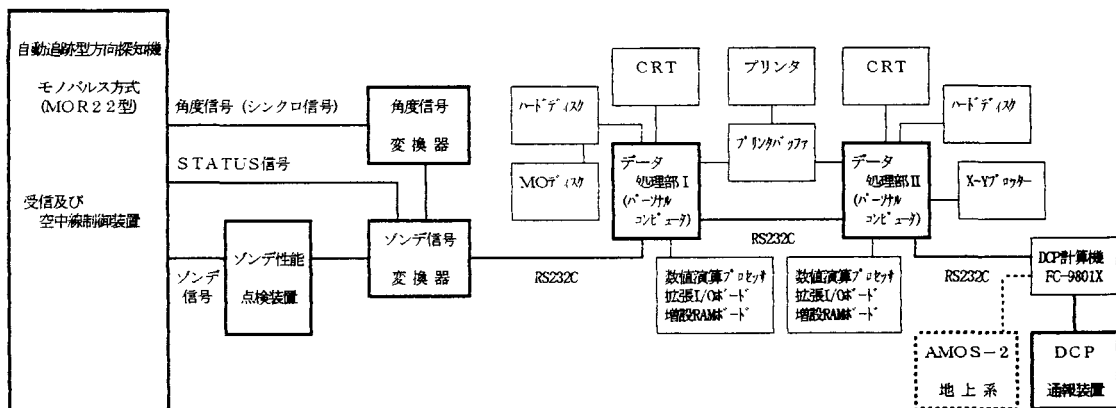 自動追跡型方向探知機
モノパルス方式
(MOR22型)
受信及び
空中線制御装置
角度信号 (シンクロ信号)
STATUS信号
ゾンデ
信号
ゾンデ性能
点検装置
角度信号
変換器
ゾンデ信号
変換器
RS232C
ハードディスク
MOディスク
CRT
データ
処理部I
(パーソナル
コンピュータ)
数値演算プロセッサ
拡張I/Oボード
増設RAMボード
プリンタ
プリンタバッファ
RS232C
CRT
ハードディスク
データ
処理部II
(パーソナル
コンピュータ)
X-Yプロッター
数値演算プロセッサ
拡張I/Oボード
増設RAMボード
RS232C
DCP計算機
FC-9801X
AMOS-2
地上系
DCP
通報装置